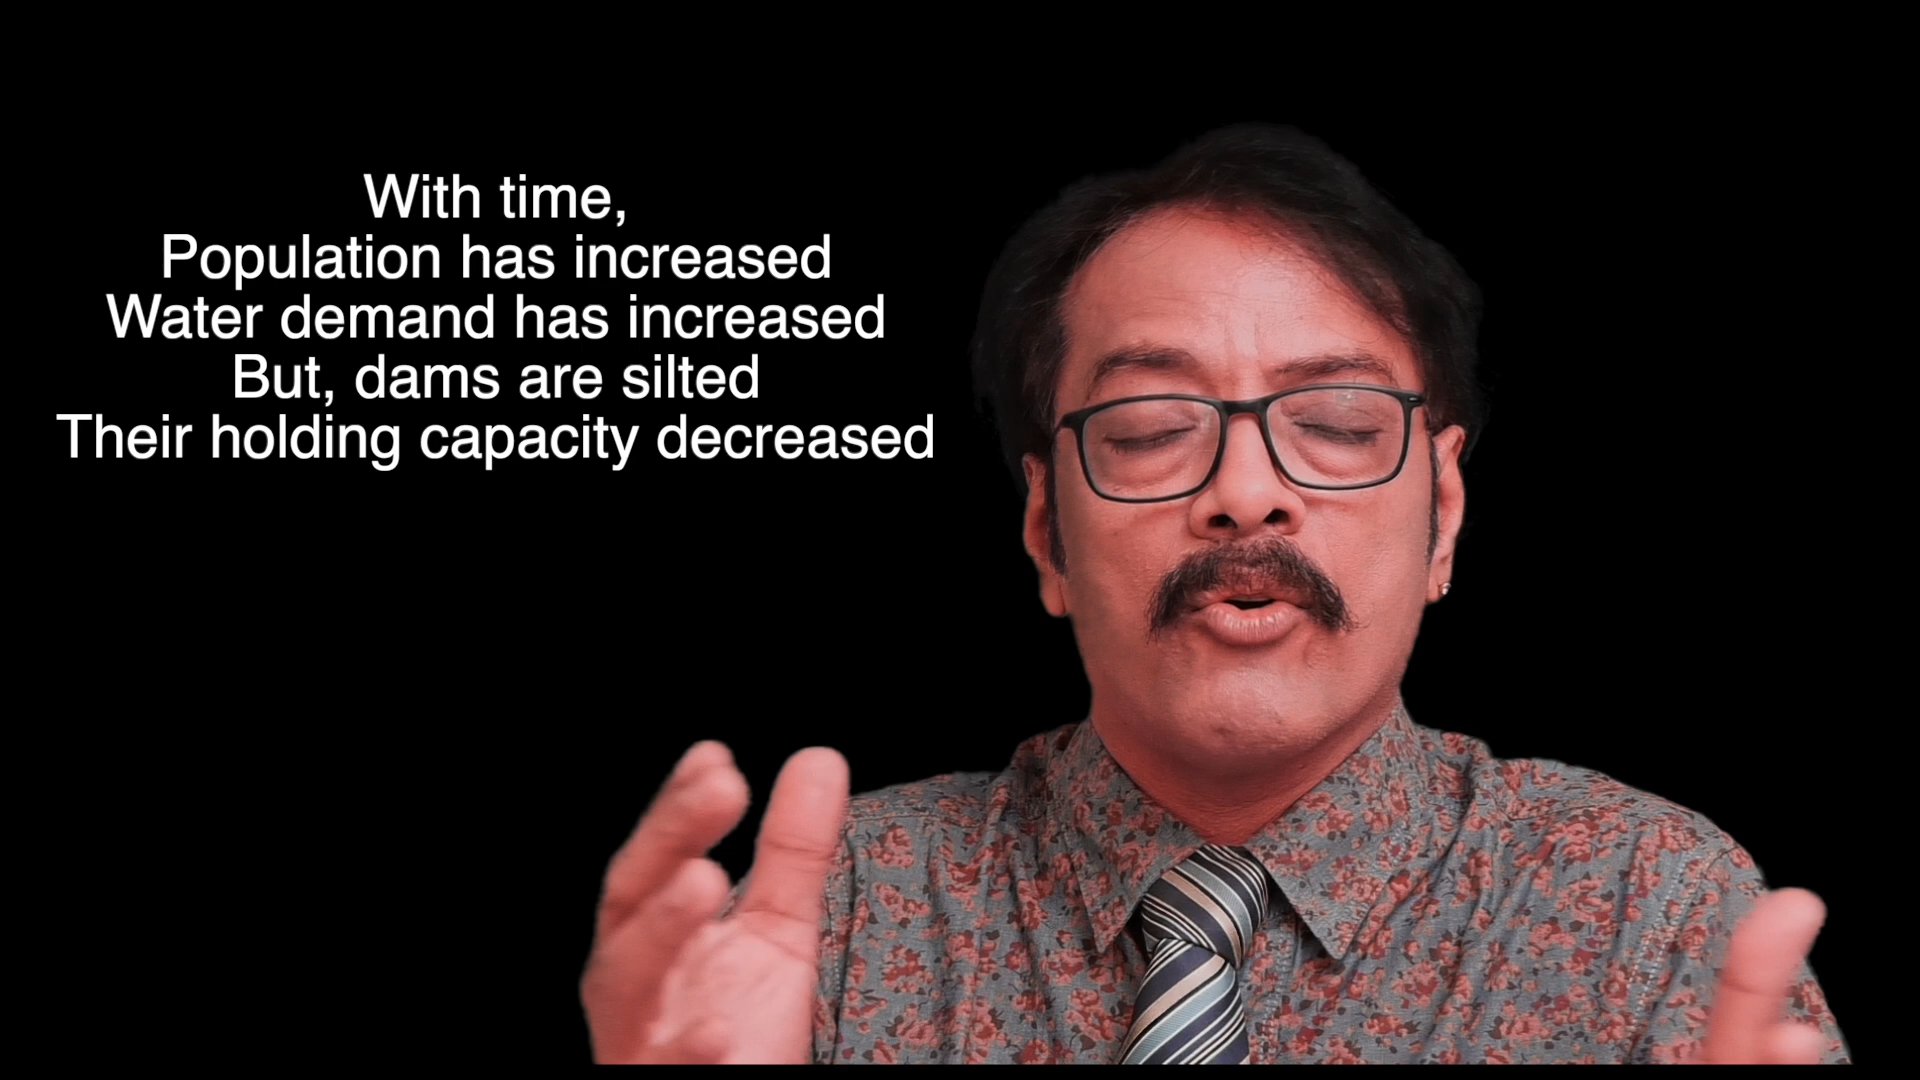 With time,
Population has increased
Water demand has increased
But, dams are silted
Their holding capacity decreased